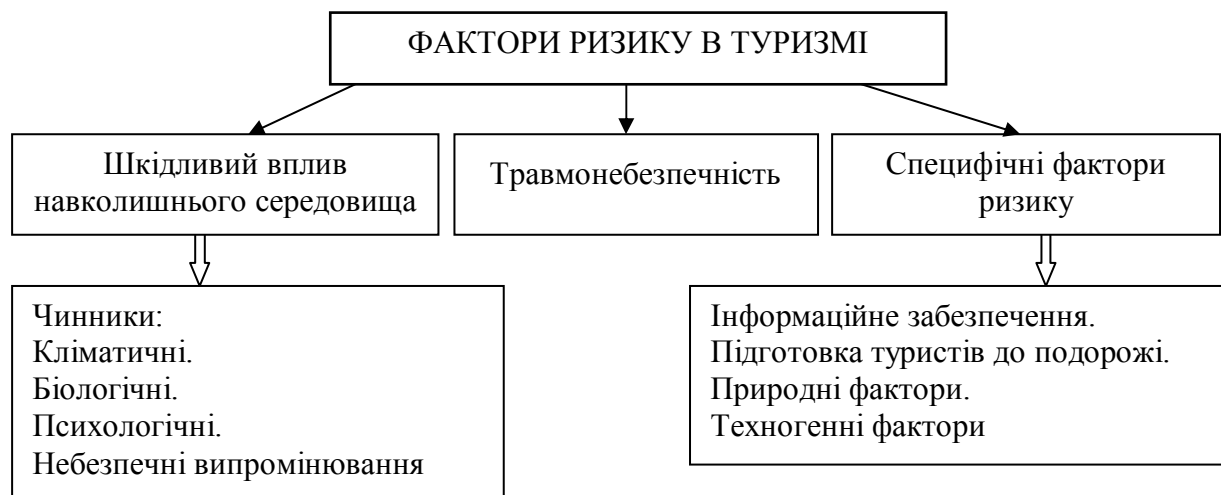 ФАКТОРИ РИЗИКУ В ТУРИЗМІ
Шкідливий вплив
навколишнього середовища
Травмонебезпечність
Специфічні фактори
ризику
Чинники:
Кліматичні.
Біологічні.
Психологічні.
Небезпечні випромінювання
Інформаційне забезпечення.
Підготовка туристів до подорожі.
Природні фактори.
Техногенні фактори